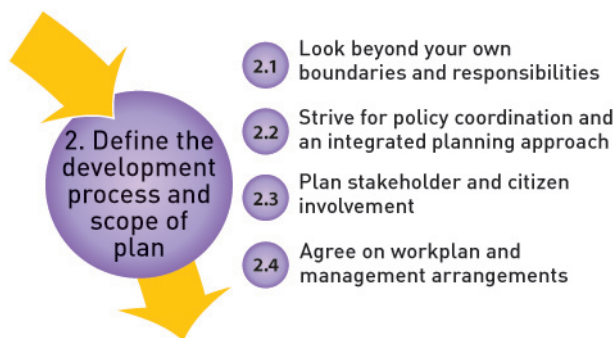 2. Define the
development
process and
scope of
plan
2.1
Look beyond your own
boundaries and responsibilities
2.2
Strive for policy coordination and
an integrated planning approach
2.3
Plan stakeholder and citizen
involvement
2.4
Agree on workplan and
management arrangements